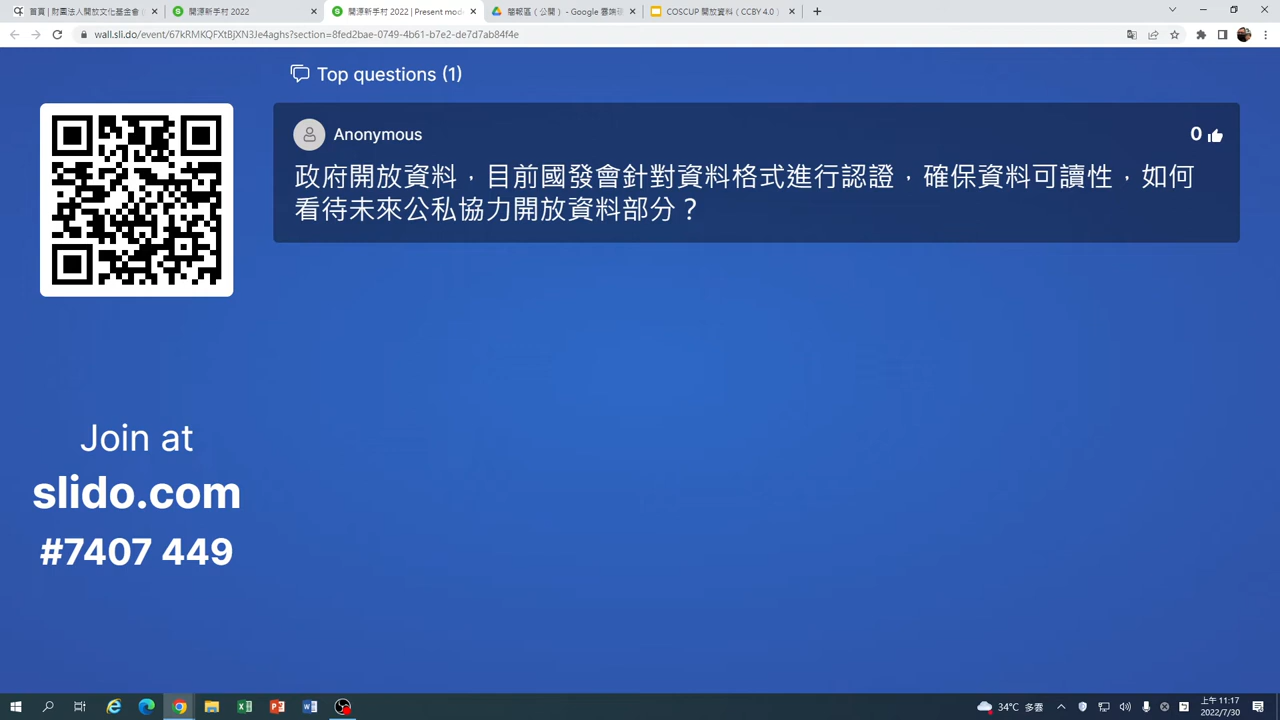 首頁 | 財團法人開放文化基金會 (
開源新手村 2022
開源新手村 2022 | Present mod
簡報區（公開） - Google 雲端硬
COSCUP 開放資料（CCBY 4.0）
wall.sli.do/event/67kRMKQFXt8jXN3Je4aghs?section=8fed2bae-0749-4b61-b7e2-de7d7ab84f4e
Top questions (1)
Anonymous
0
政府開放資料，目前國發會針對資料格式進行認證，確保資料可讀性，如何
看待未來公私協力開放資料部分？
Join at
slido.com
#7407 449
34°C 多雲
上午 11:17
2022/7/30